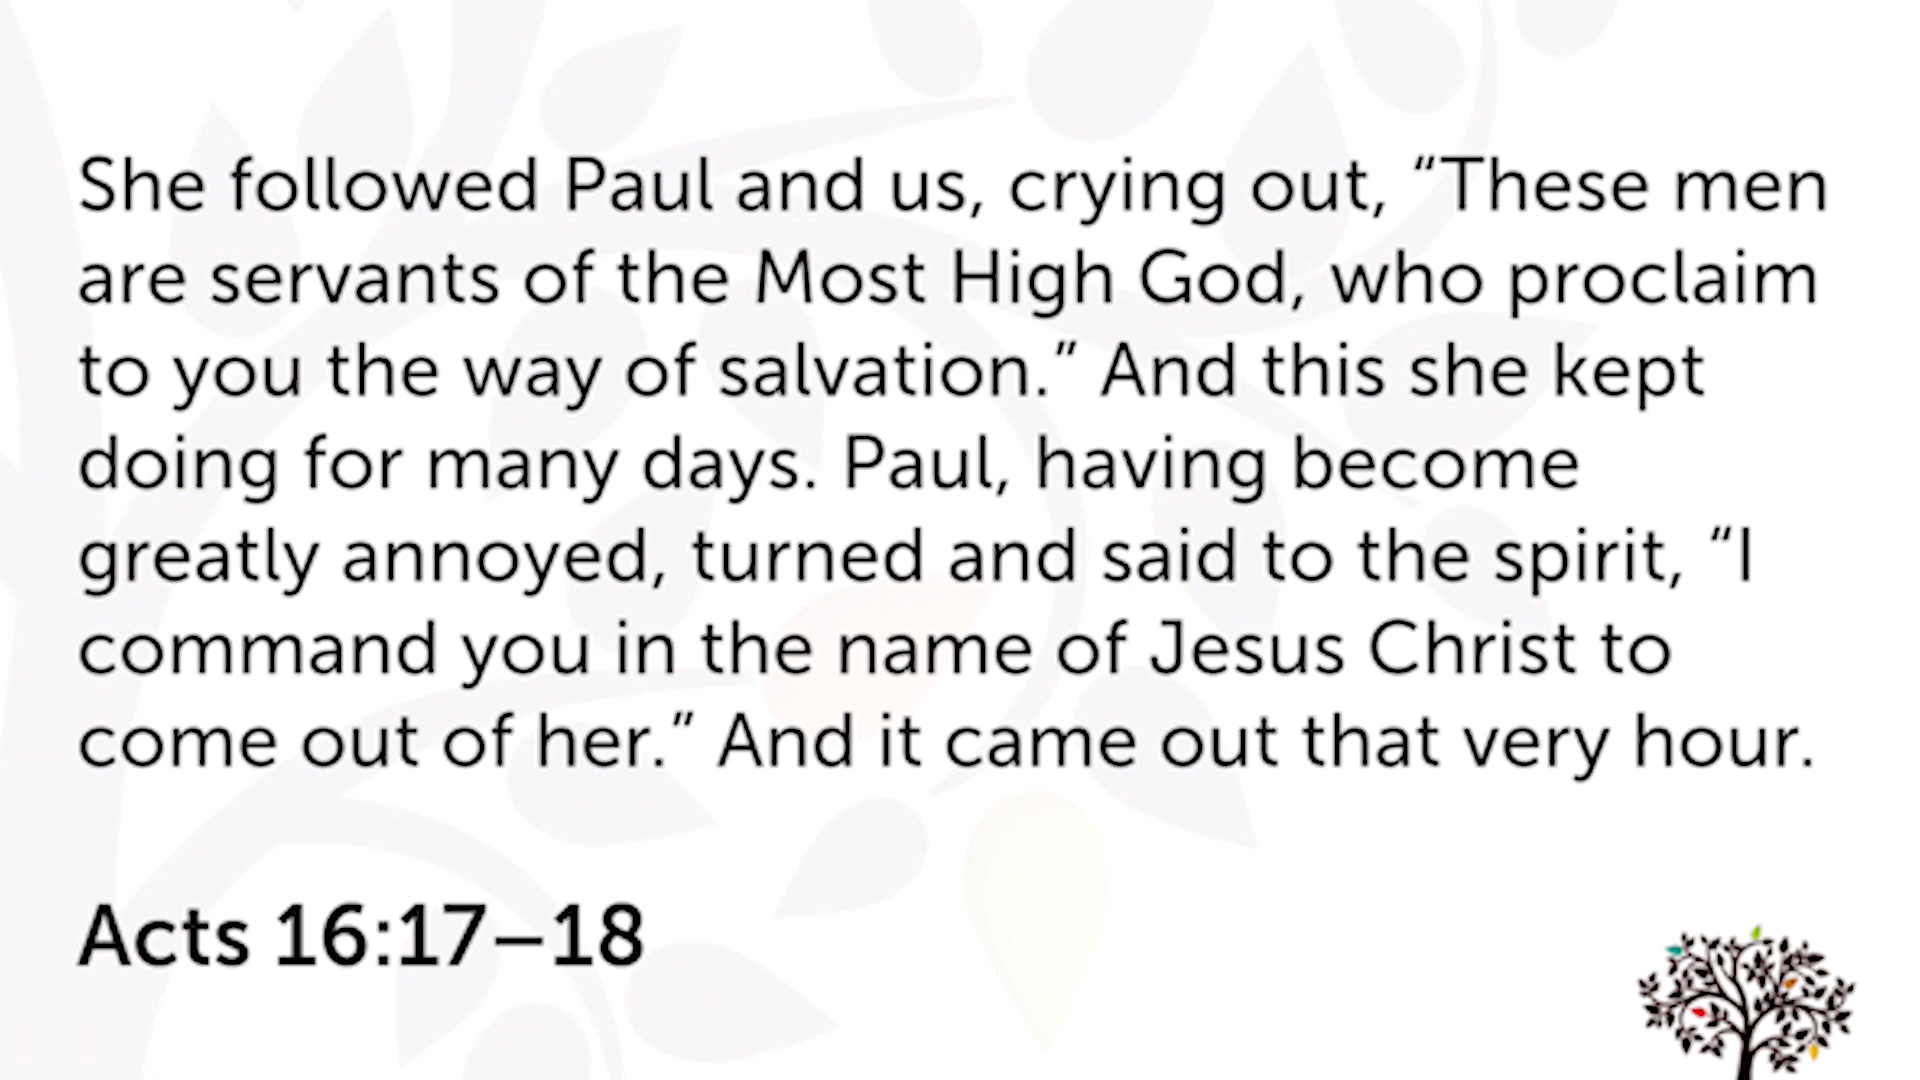 She followed Paul and us, crying out, “These men
are servants of the Most High God, who proclaim
to you the way of salvation.” And this she kept
doing for many days. Paul, having become
greatly annoyed, turned and said to the spirit, “I
command you in the name of Jesus Christ to
come out of her.” And it came out that very hour.
Acts 16:17–18